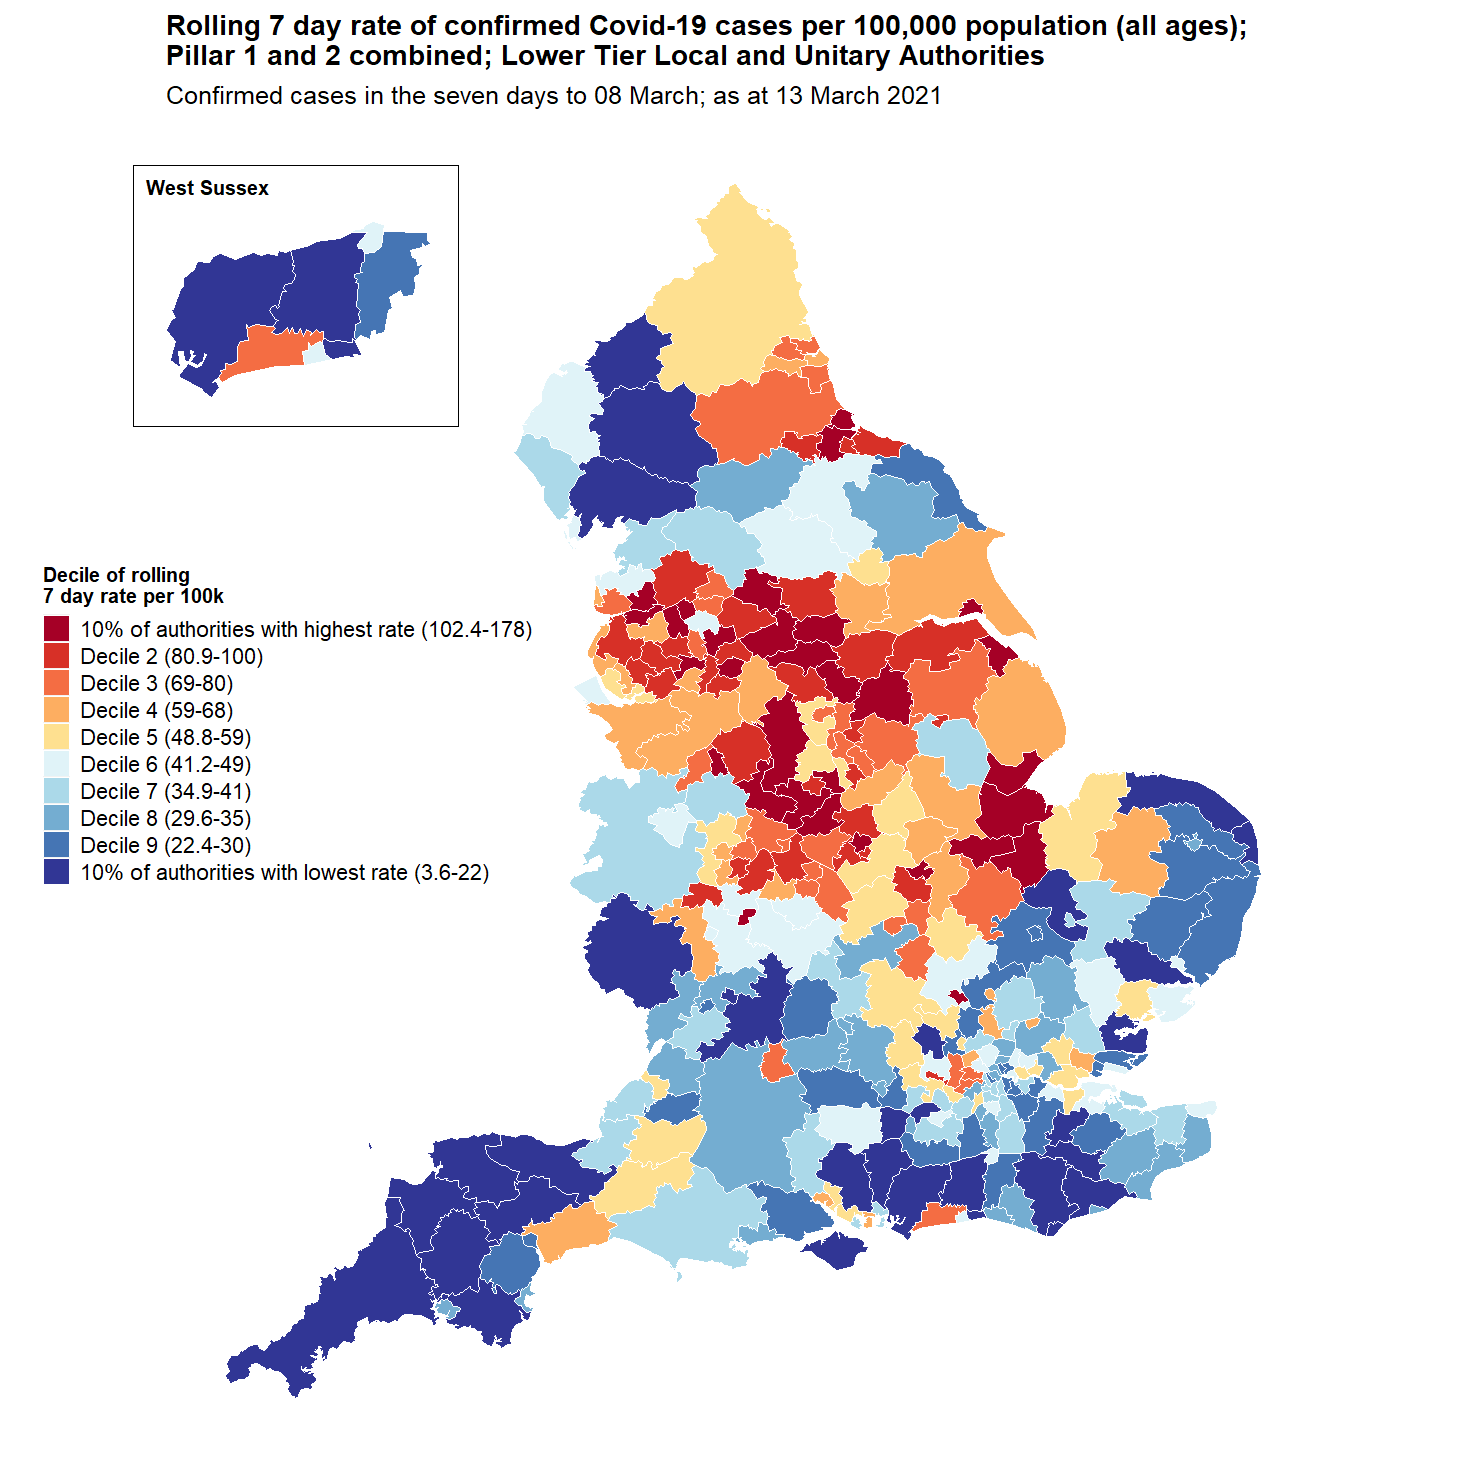 Rolling 7 day rate of confirmed Covid-19 cases per 100,000 population (all ages);
Pillar 1 and 2 combined; Lower Tier Local and Unitary Authorities
Confirmed cases in the seven days to 08 March; as at 13 March 2021
West Sussex
Decile of rolling
7 day rate per 100k
10% of authorities with highest rate (102.4-178)
Decile 2 (80.9-100)
Decile 3 (69-80)
Decile 4 (59-68)
Decile 5 (48.8-59)
Decile 6 (41.2-49)
Decile 7 (34.9-41)
Decile 8 (29.6-35)
Decile 9 (22.4-30)
10% of authorities with lowest rate (3.6-22)